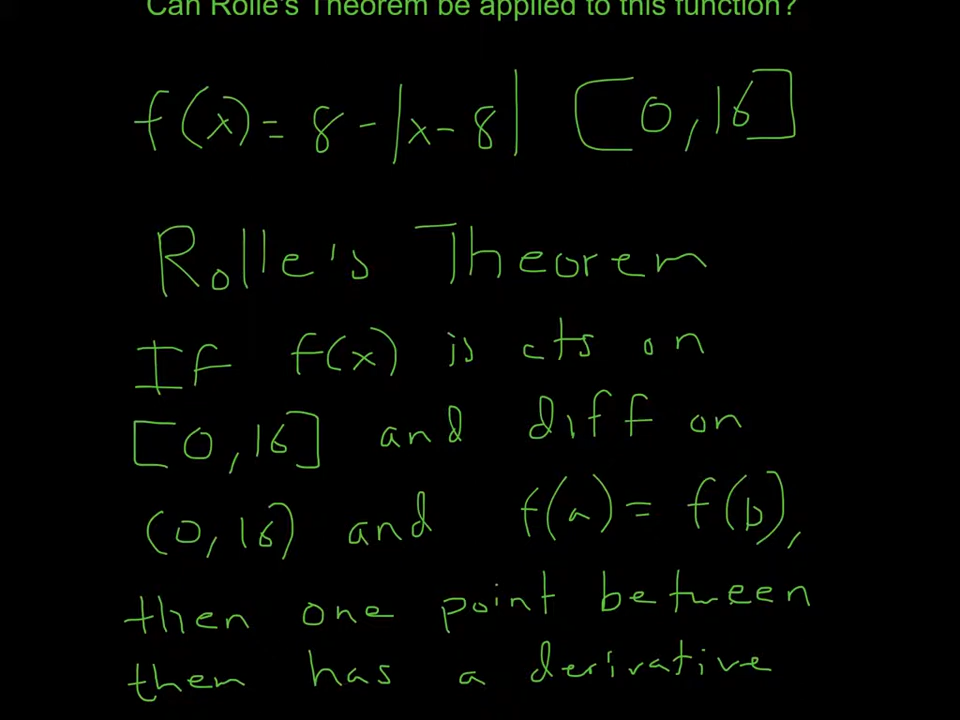 Can Rolle's Theorem be applied to this function?
f(x) = 8 - |x - 8| [0, 16]
Rolle's Theorem
If f(x) is cts on
[0, 16] and diff on
(0, 16) and f(a) = f(b),
then one point between
them has a derivative